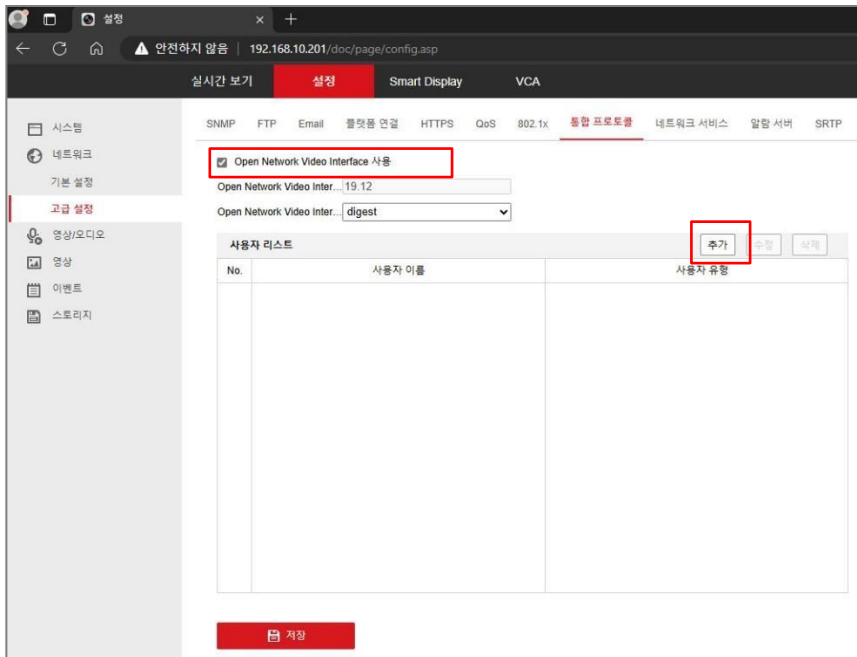 설정
안전하지 않음 192.168.10.201/doc/page/config.asp
실시간 보기 설정 Smart Display VCA
시스템
네트워크
기본 설정
고급 설정
영상/오디오
영상
이벤트
스토리지
SNMP FTP Email 플랫폼 연결 HTTPS QoS 802.1x 통합 프로토콜 네트워크 서비스 알람 서버 SRTP
Open Network Video Interface 사용
Open Network Video Inter... 19.12
Open Network Video Inter... digest
사용자 리스트 추가 수정 삭제
No. 사용자 이름 사용자 유형
저장